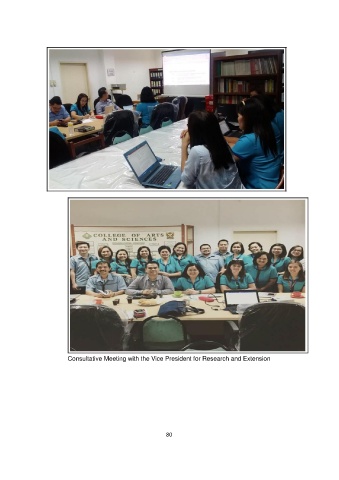 COLLEGE OF ARTS
AND SCIENCES
Consultative Meeting with the Vice President for Research and Extension
80